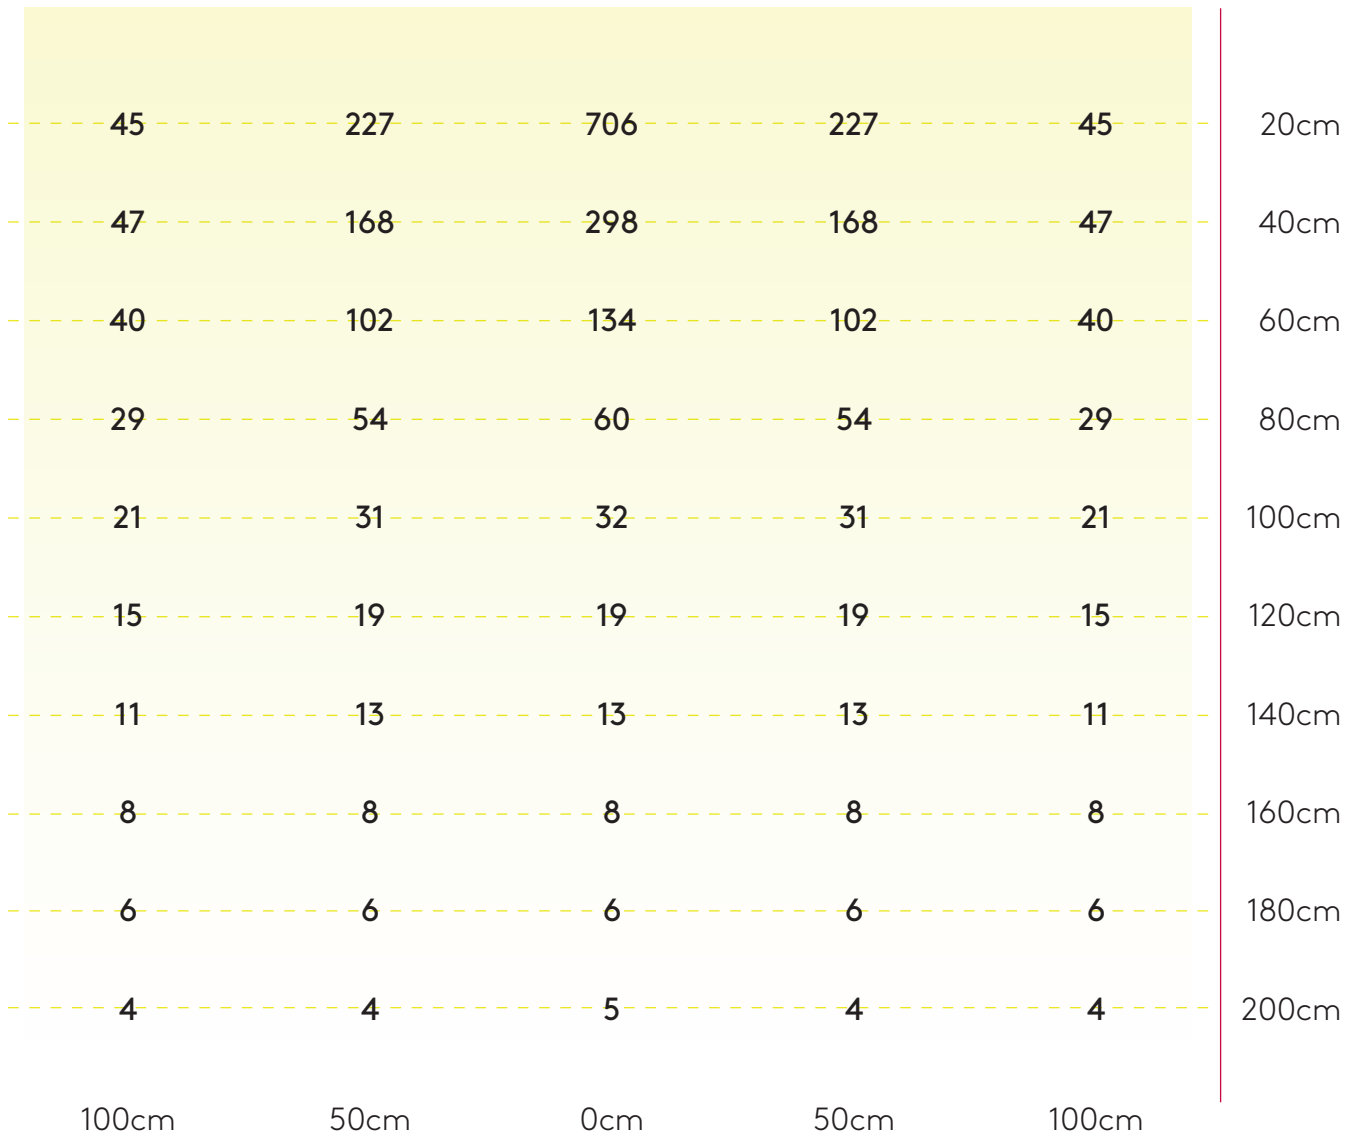 45 227 706 227 45 20cm
47 168 298 168 47 40cm
40 102 134 102 40 60cm
29 54 60 54 29 80cm
21 31 32 31 21 100cm
15 19 19 19 15 120cm
11 13 13 13 11 140cm
8 8 8 8 8 160cm
6 6 6 6 6 180cm
4 4 5 4 4 200cm
100cm 50cm 0cm 50cm 100cm